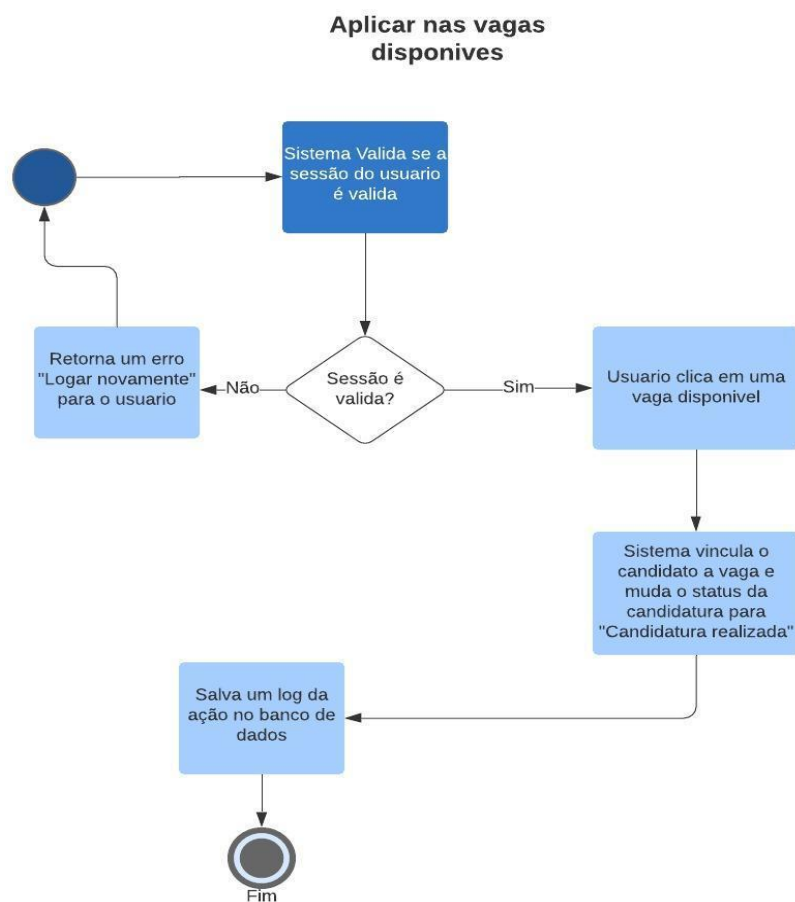 Aplicar nas vagas
disponives
Sistema Valida se a
sessão do usuario
é valida
Retorna um erro
"Logar novamente"
para o usuario
Não
Sessão é
valida?
Sim
Usuario clica em uma
vaga disponivel
Sistema vincula o
candidato a vaga e
muda o status da
candidatura para
"Candidatura realizada"
Salva um log da
ação no banco de
dados
Fim